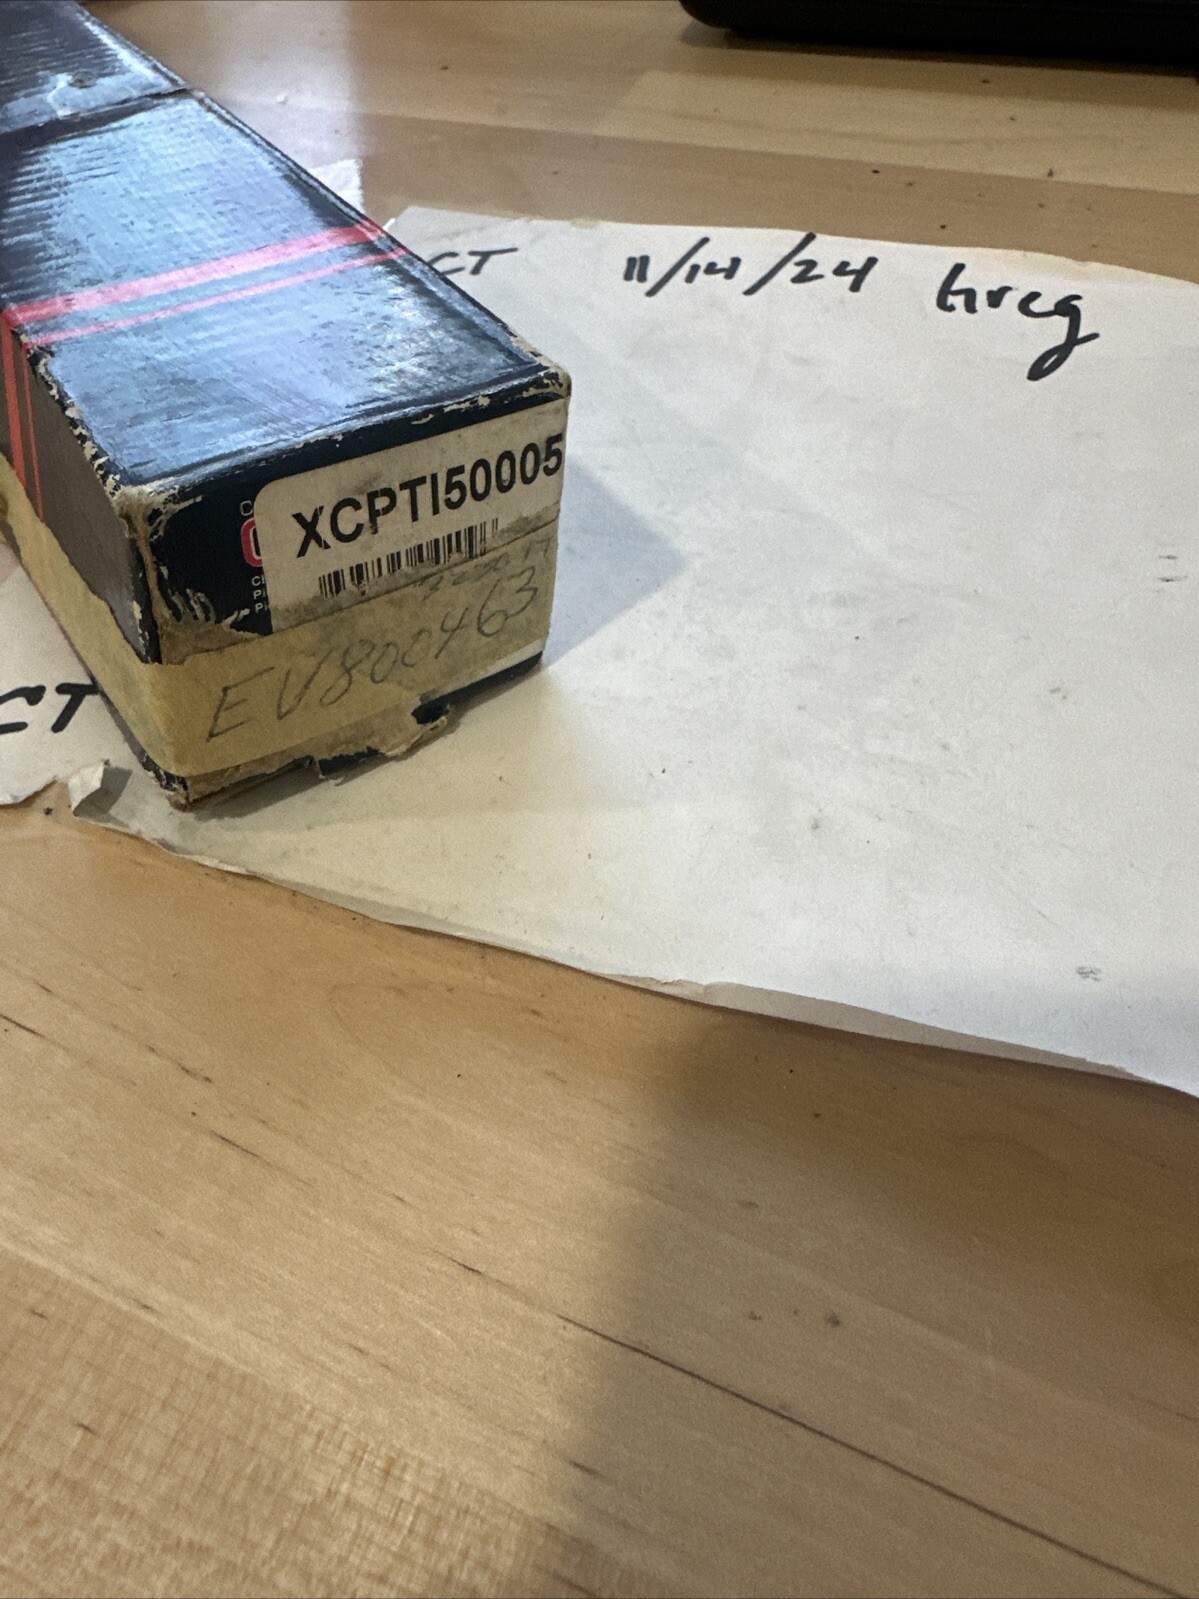 CT 11/14/24 Greg
XCPTI50005
EV800463
CT